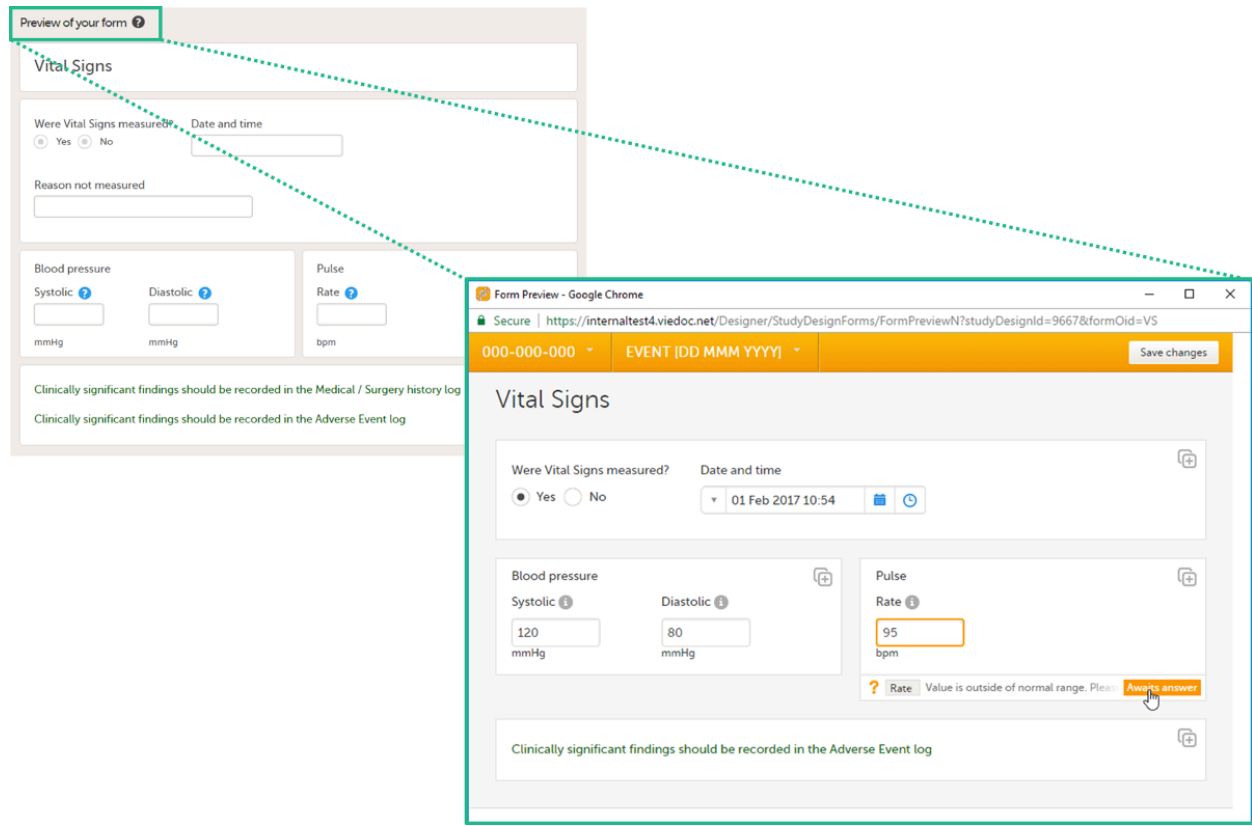 Preview of your form ?
Vital Signs
Were Vital Signs measured? Date and time
Yes No
Reason not measured
Blood pressure
Systolic ? Diastolic ?
mmHg mmHg
Pulse
Rate ?
bpm
Clinically significant findings should be recorded in the Medical / Surgery history log
Clinically significant findings should be recorded in the Adverse Event log
Form Preview - Google Chrome
Secure | https://internaltest4.viedoc.net/Designer/StudyDesignForms/FormPreviewN?studyDesignId=9667&formOid=VS
000-000-000 EVENT [DD MMM YYYY] Save changes
Vital Signs
Were Vital Signs measured? Date and time
Yes No 01 Feb 2017 10:54
Blood pressure
Systolic i Diastolic i
120 80
mmHg mmHg
Pulse
Rate i
95
bpm
? Rate Value is outside of normal range. Pleas Awaits answer
Clinically significant findings should be recorded in the Adverse Event log